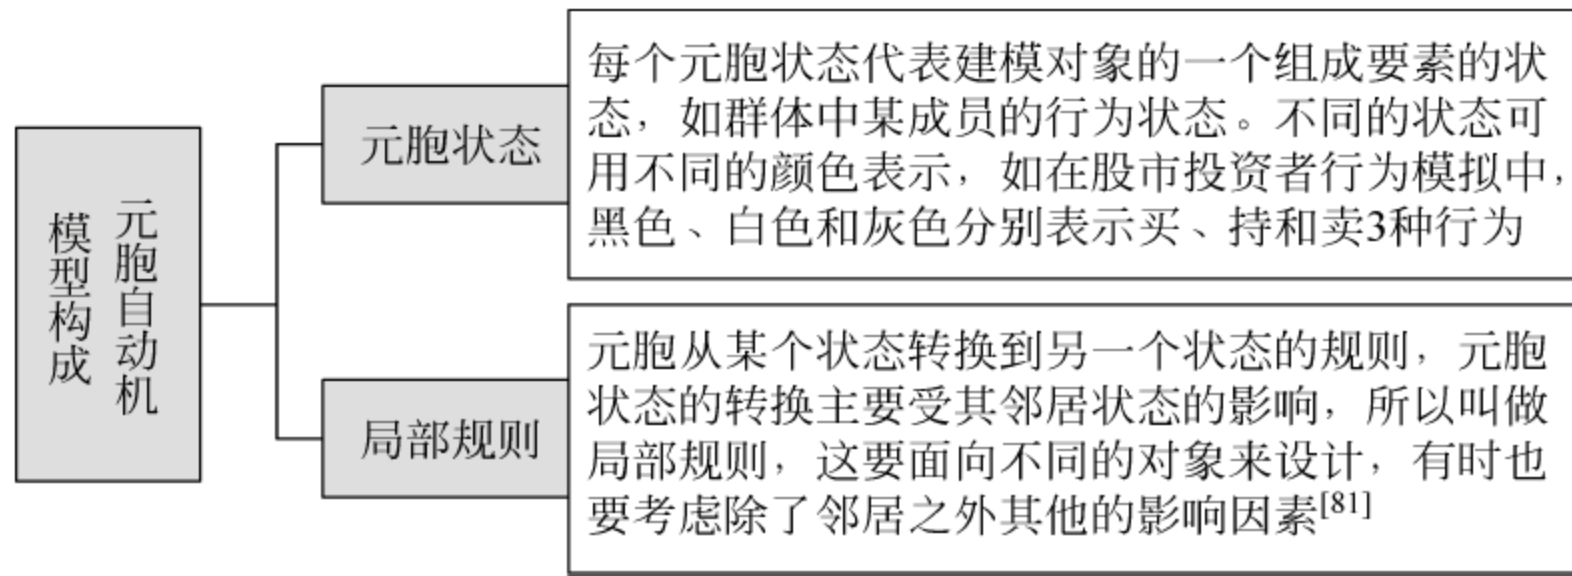 元胞自动机
模型构成
元胞状态
每个元胞状态代表建模对象的一个组成要素的状
态，如群体中某成员的行为状态。不同的状态可
用不同的颜色表示，如在股市投资者行为模拟中，
黑色、白色和灰色分别表示买、持和卖3种行为
局部规则
元胞从某个状态转换到另一个状态的规则，元胞
状态的转换主要受其邻居状态的影响，所以叫做
局部规则，这要面向不同的对象来设计，有时也
要考虑除了邻居之外其他的影响因素[81]